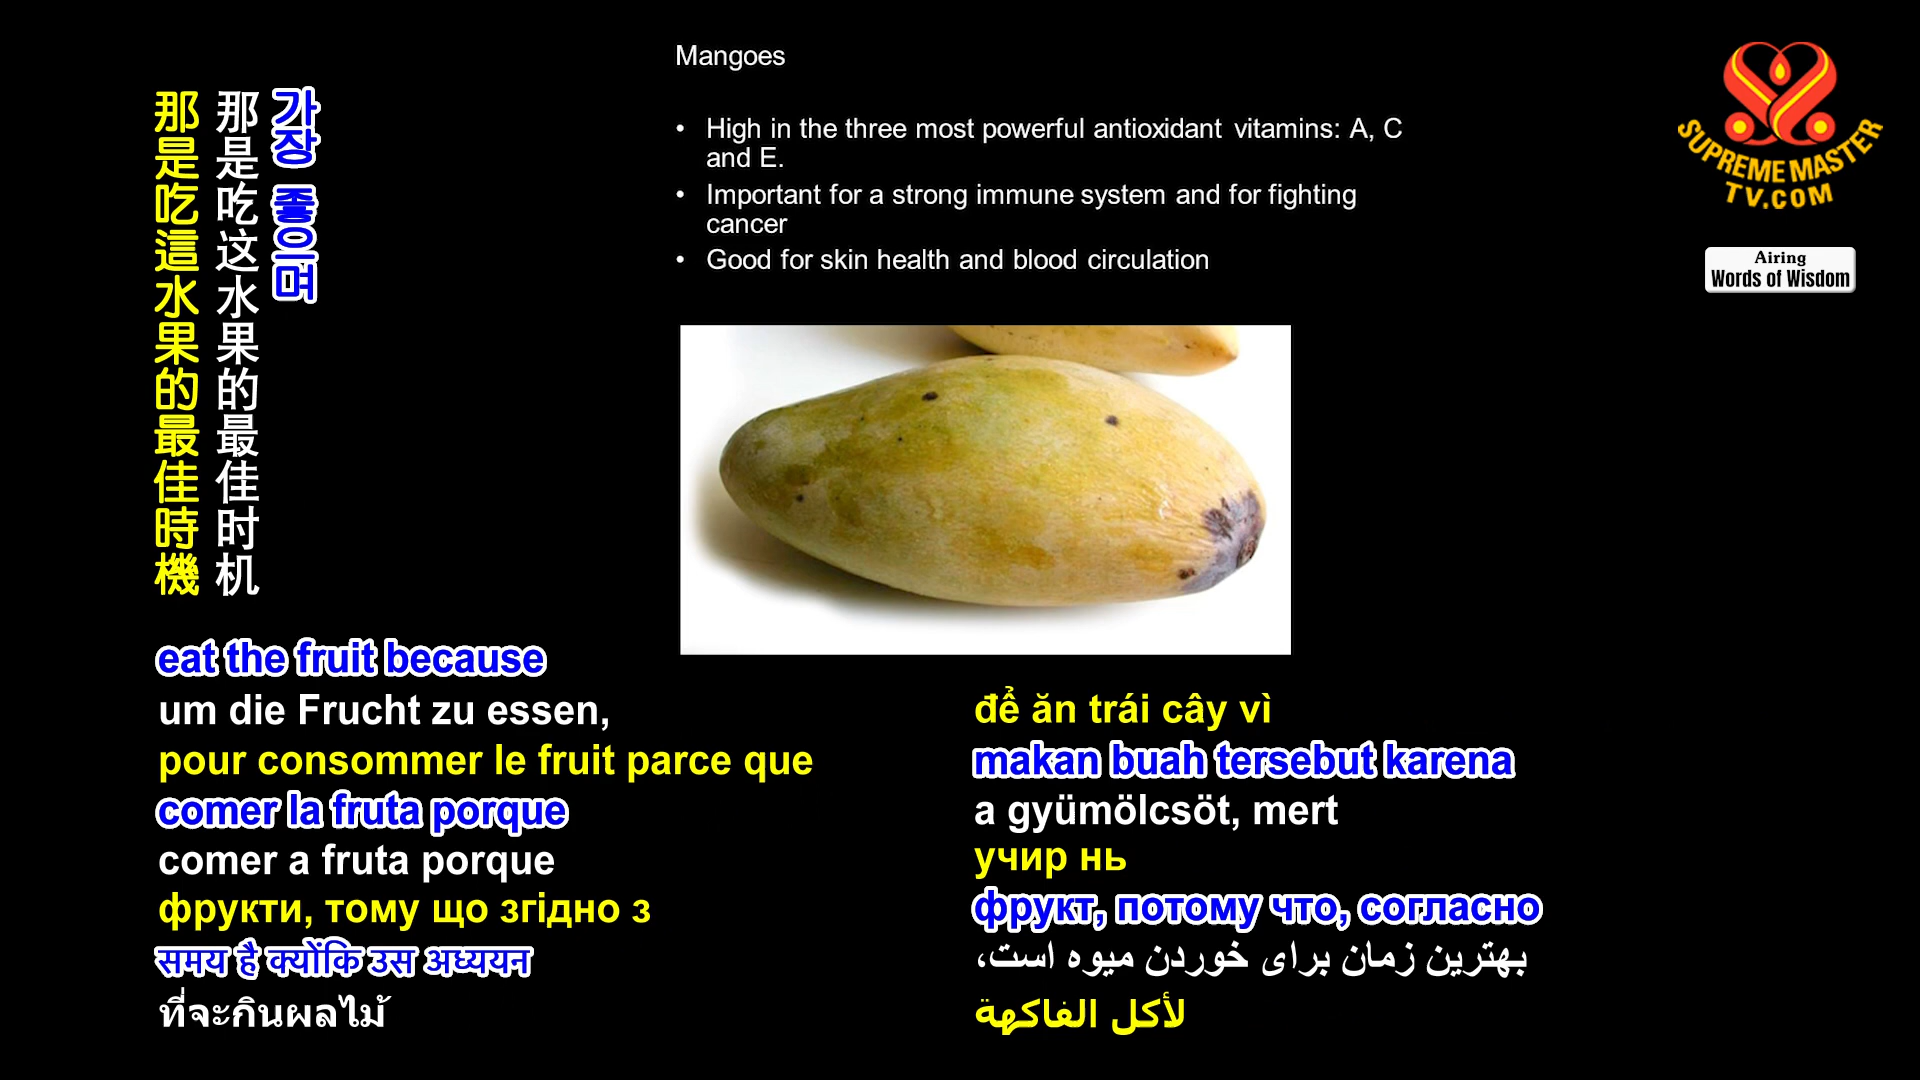 Mangoes
• High in the three most powerful antioxidant vitamins: A, C
and E.
• Important for a strong immune system and for fighting
cancer
• Good for skin health and blood circulation
SUPREME MASTER
TV.COM
Airing
Words of Wisdom
가장 좋으며
那是吃这水果的最佳时机
那是吃這水果的最佳時機
eat the fruit because
um die Frucht zu essen,
pour consommer le fruit parce que
comer la fruta porque
comer a fruta porque
фрукти, тому що згідно з
समय है क्योंकि उस अध्ययन
ที่จะกินผลไม้
để ăn trái cây vì
makan buah tersebut karena
a gyümölcsöt, mert
учир нь
фрукт, потому что, согласно
بهترین زمان برای خوردن میوه است،
لأكل الفاكهة